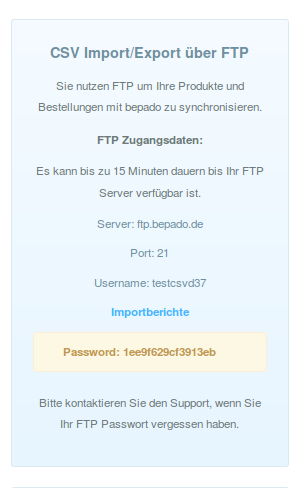 CSV Import/Export über FTP
Sie nutzen FTP um Ihre Produkte und
Bestellungen mit bepado zu synchronisieren.
FTP Zugangsdaten:
Es kann bis zu 15 Minuten dauern bis Ihr FTP
Server verfügbar ist.
Server: ftp.bepado.de
Port: 21
Username: testcsvd37
Importberichte
Password: 1ee9f629cf3913eb
Bitte kontaktieren Sie den Support, wenn Sie
Ihr FTP Passwort vergessen haben.